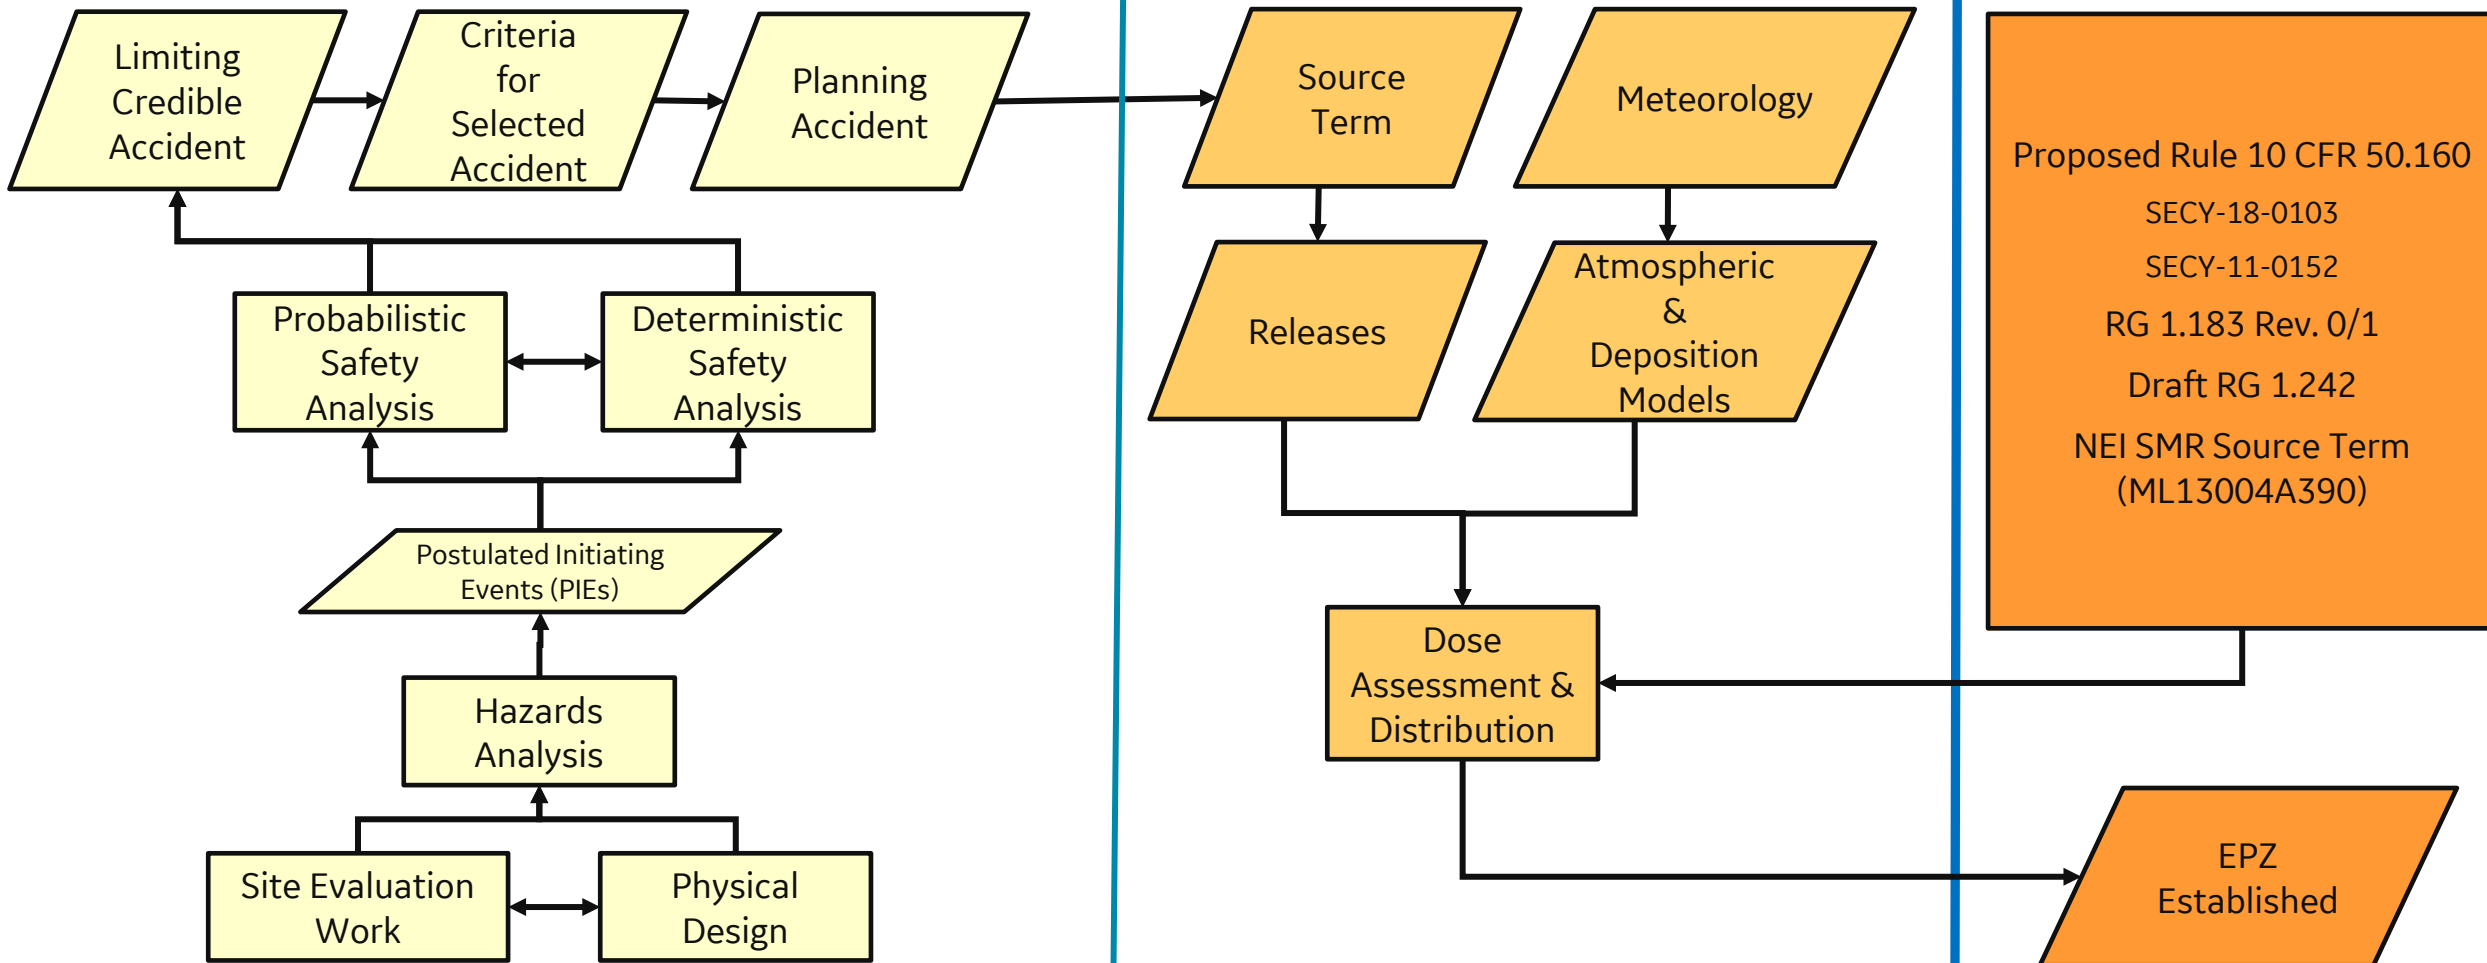 Limiting
Credible
Accident
Criteria
for
Selected
Accident
Planning
Accident
Probabilistic
Safety
Analysis
Deterministic
Safety
Analysis
Postulated Initiating
Events (PIEs)
Hazards
Analysis
Site Evaluation
Work
Physical
Design
Source
Term
Meteorology
Releases
Atmospheric
&
Deposition
Models
Dose
Assessment &
Distribution
Proposed Rule 10 CFR 50.160
SECY-18-0103
SECY-11-0152
RG 1.183 Rev. 0/1
Draft RG 1.242
NEI SMR Source Term
(ML13004A390)
EPZ
Established